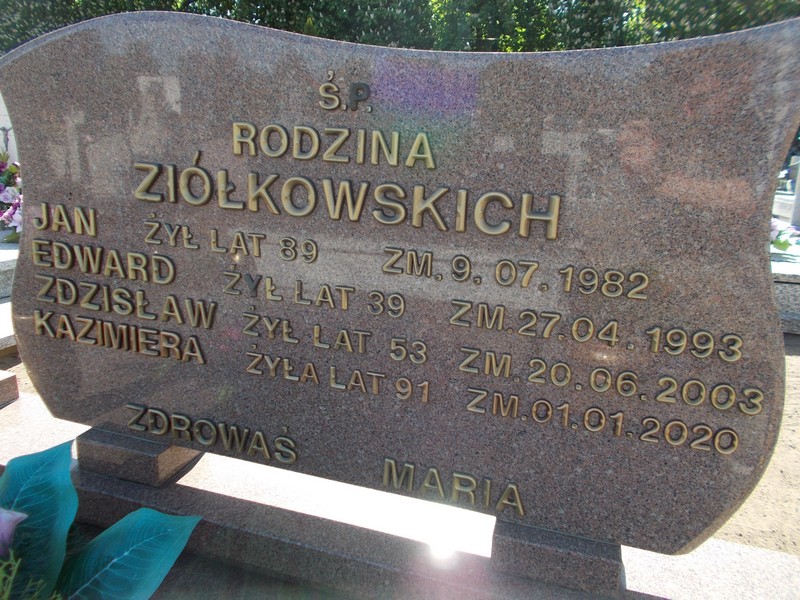 Ś.P.
RODZINA
ZIÓŁKOWSKICH
JAN ŻYŁ LAT 89 ZM. 9. 07. 1982
EDWARD ŻYŁ LAT 39 ZM. 27. 04. 1993
ZDZISŁAW ŻYŁ LAT 53 ZM. 20. 06. 2003
KAZIMIERA ŻYŁA LAT 91 ZM. 01. 01. 2020
ZDROWAŚ MARIA